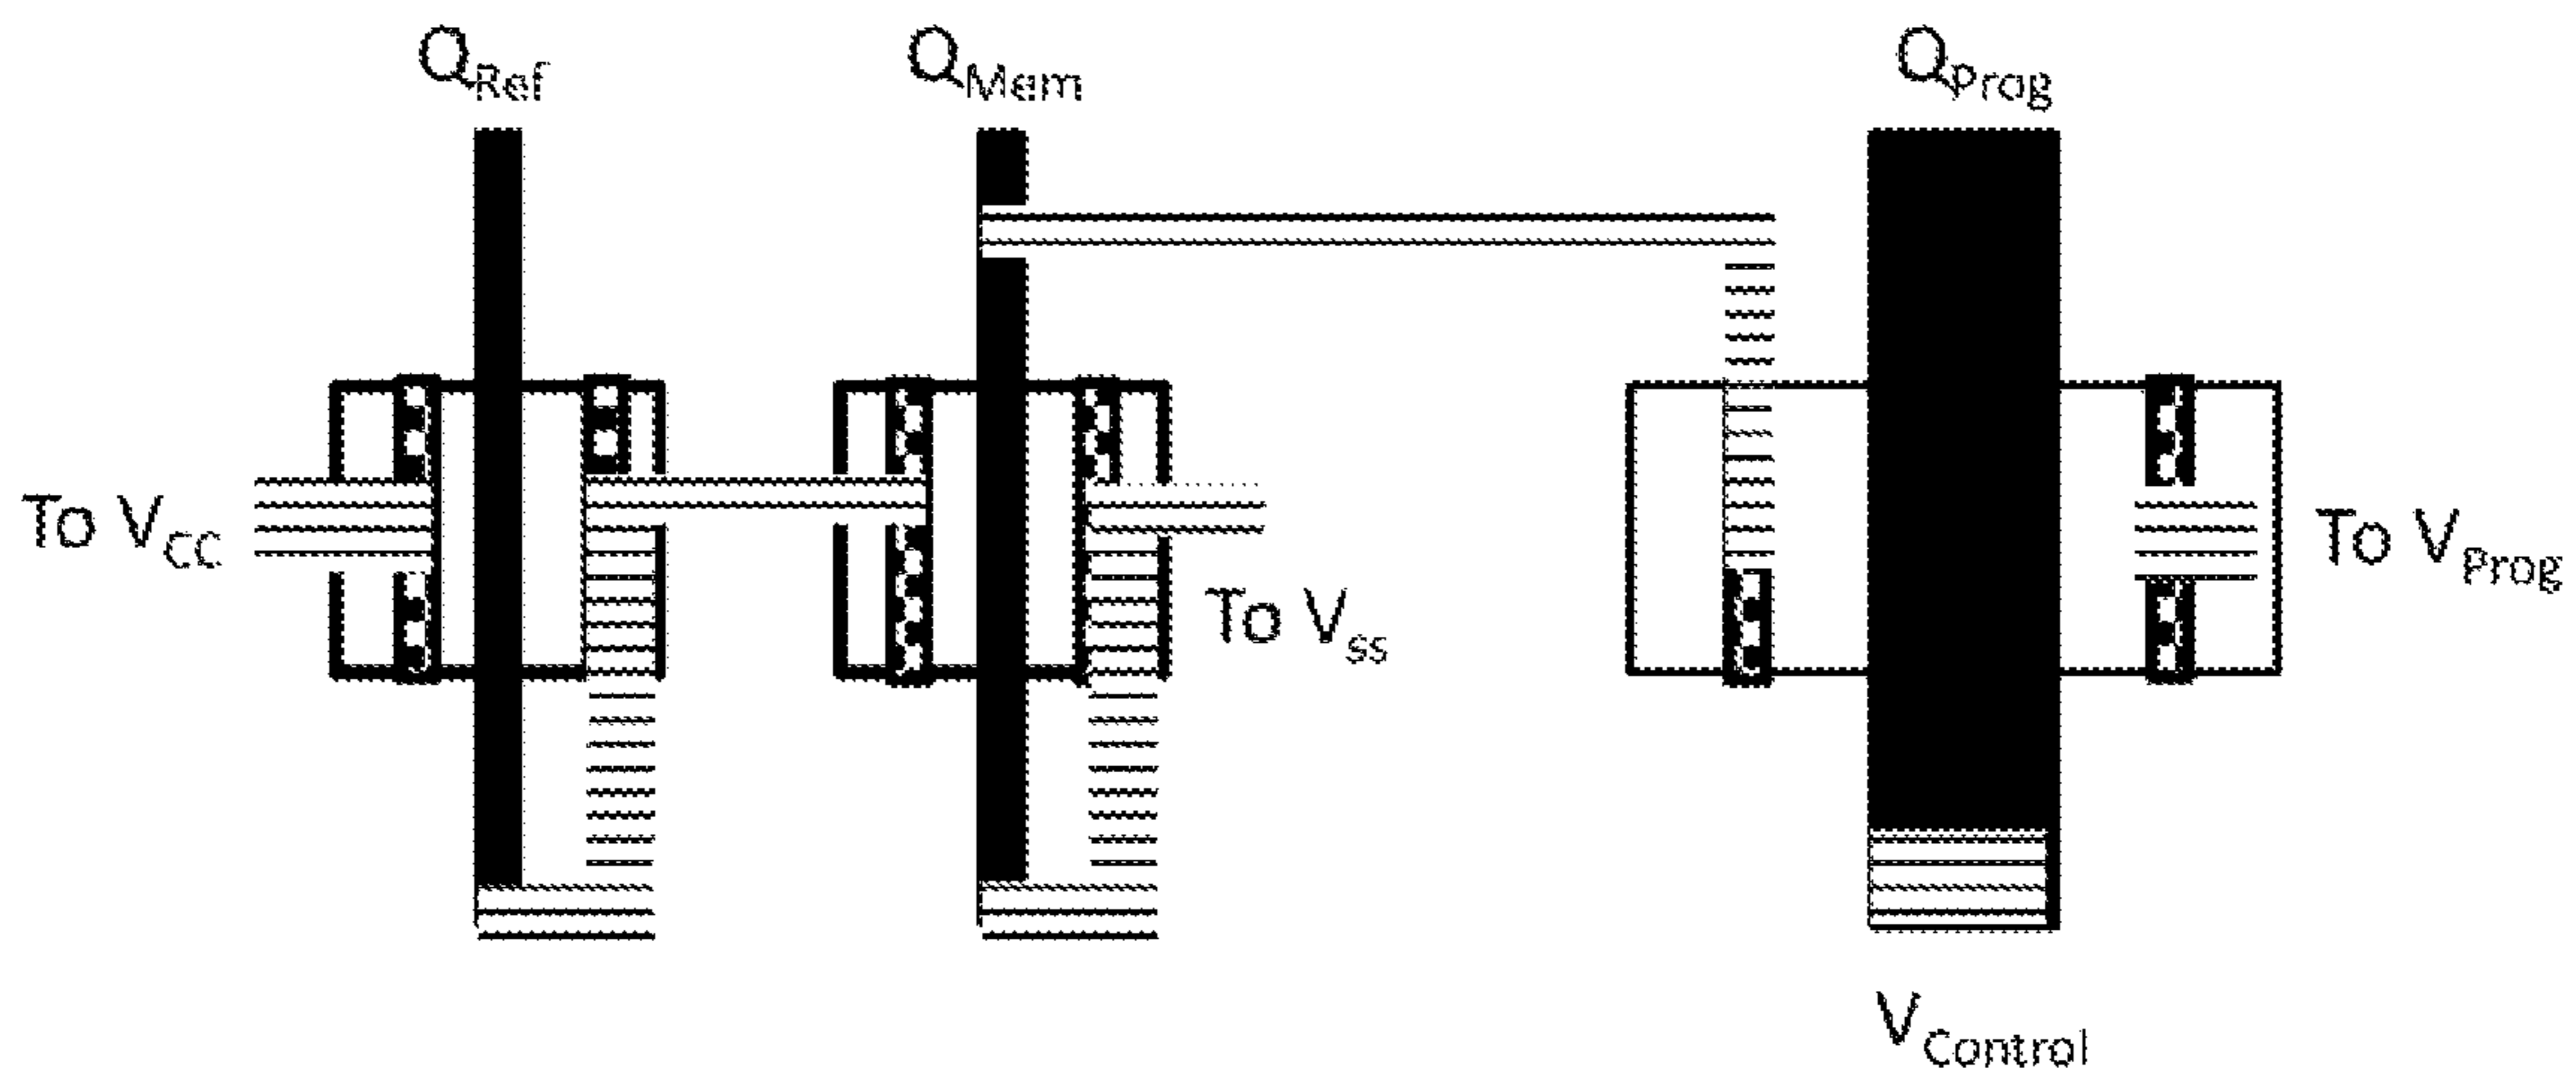 QRef
QMem
QProg
To VCC
To Vss
To VProg
VControl